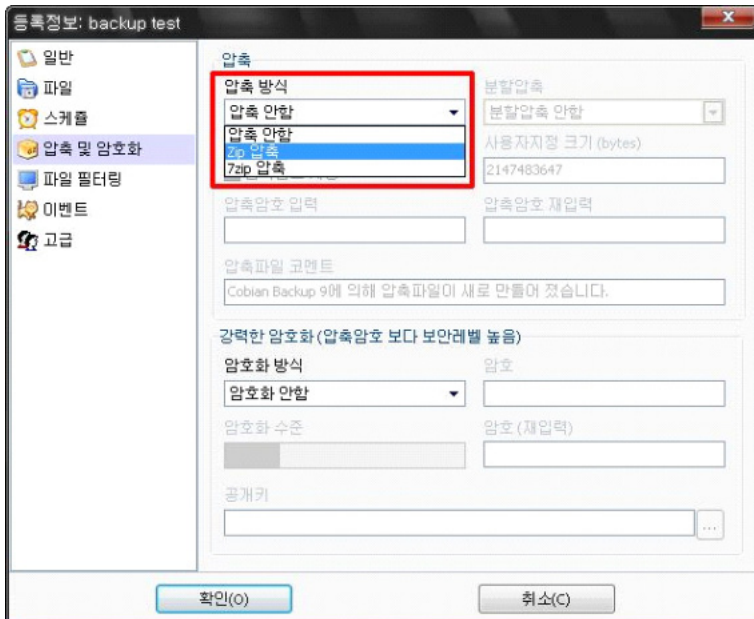 등록정보: backup test
일반
파일
스케쥴
압축 및 암호화
파일 필터링
이벤트
고급
압축
압축 방식
압축 안함
압축 안함
Zip 압축
7zip 압축
분할압축
분할압축 안함
사용자지정 크기 (bytes)
2147483647
압축암호 입력
압축암호 재입력
압축파일 코멘트
Cobian Backup 9에 의해 압축파일이 새로 만들어 졌습니다.
강력한 암호화 (압축암호 보다 보안레벨 높음)
암호화 방식
암호
암호화 안함
암호화 수준
암호 (재입력)
공개키
...
확인(O)
취소(C)